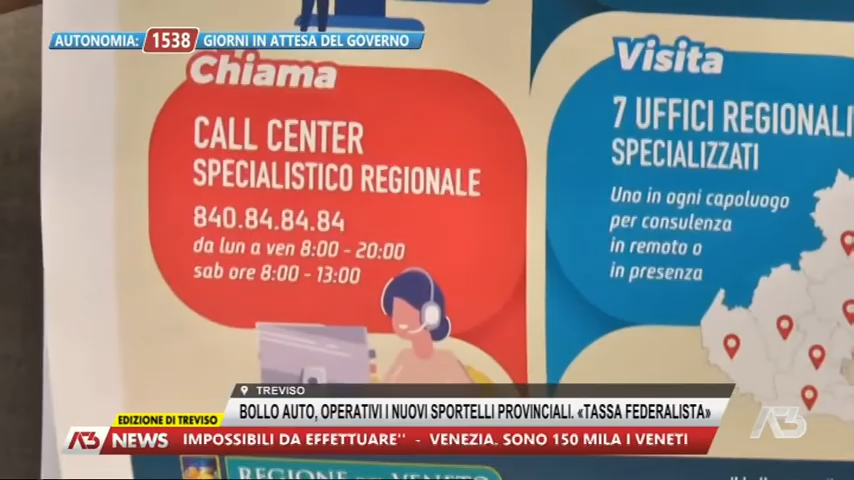 AUTONOMIA: 1538 GIORNI IN ATTESA DEL GOVERNO
Chiama
CALL CENTER
SPECIALISTICO REGIONALE
840.84.84.84
da lun a ven 8:00 - 20:00
sab ore 8:00 - 13:00
Visita
7 UFFICI REGIONALI
SPECIALIZZATI
Uno in ogni capoluogo
per consulenza
in remoto o
in presenza
TREVISO
BOLLO AUTO, OPERATIVI I NUOVI SPORTELLI PROVINCIALI. «TASSA FEDERALISTA»
EDIZIONE DI TREVISO
A3 NEWS IMPOSSIBILI DA EFFETTUARE" - VENEZIA. SONO 150 MILA I VENETI
A3
REGIONE DEL VENETO